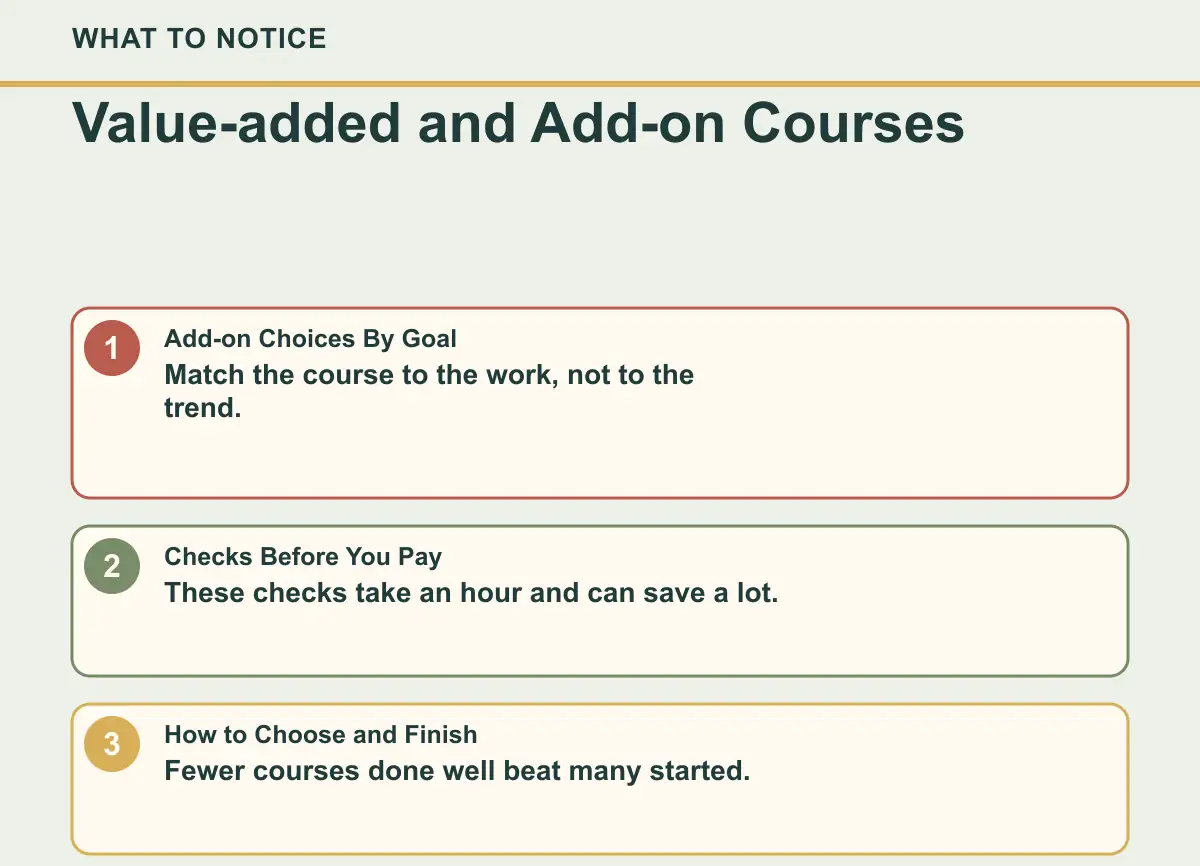 WHAT TO NOTICE
Value-added and Add-on Courses
1
Add-on Choices By Goal
Match the course to the work, not to the
trend.
2
Checks Before You Pay
These checks take an hour and can save a lot.
3
How to Choose and Finish
Fewer courses done well beat many started.